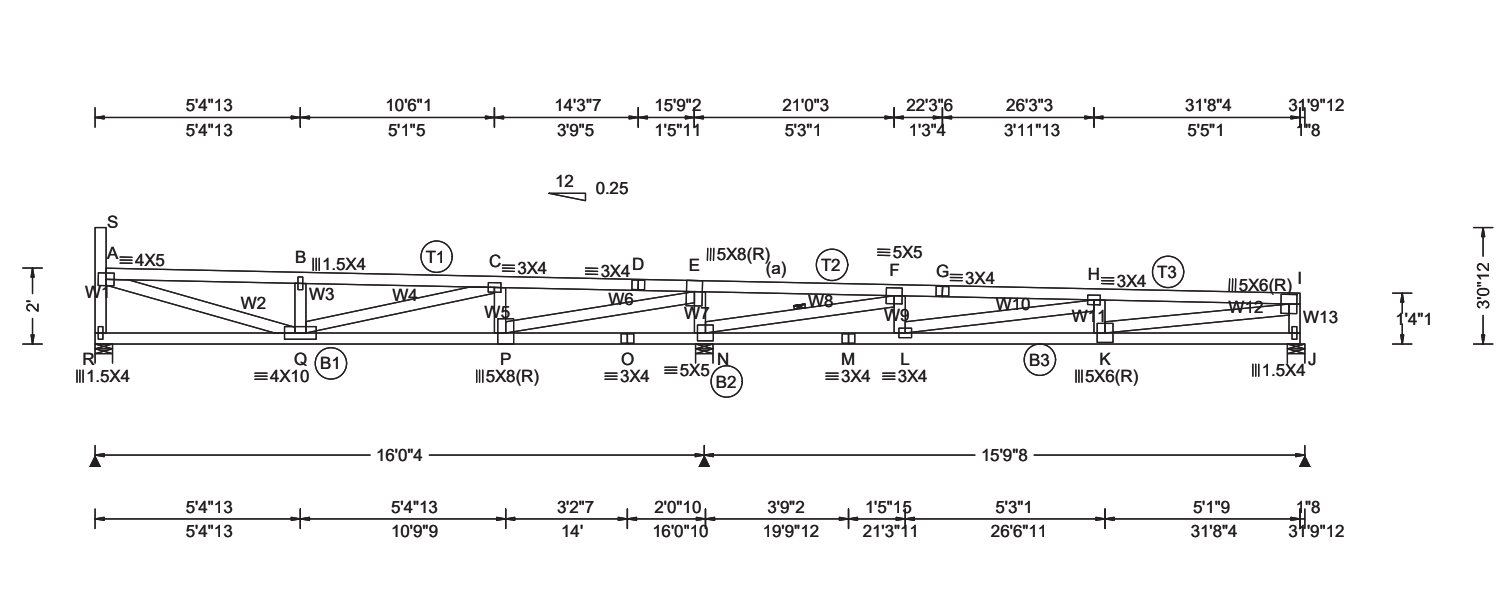 5'4"13 10'6"1 14'3"7 15'9"2 21'0"3 22'3"6 26'3"3 31'8"4 31'9"12
5'4"13 5'1"5 3'9"5 1'5"11 5'3"1 1'3"4 3'11"13 5'5"1 1"8
12 0.25
S
A ≡4X5 B |||1.5X4 T1 C ≡3X4 ≡3X4 D E |||5X8(R) (a) T2 ≡5X5 F G ≡3X4 H ≡3X4 T3 |||5X6(R) I
2' W1 W2 W3 W4 W5 W6 W7 W8 W9 W10 W11 W12 W13 1'4"1 3'0"12
R Q B1 P O N M L B3 K J
|||1.5X4 ≡4X10 |||5X8(R) ≡3X4 ≡5X5 B2 ≡3X4 ≡3X4 |||5X6(R) |||1.5X4
16'0"4 15'9"8
5'4"13 5'4"13 3'2"7 2'0"10 3'9"2 1'5"15 5'3"1 5'1"9 1"8
5'4"13 10'9"9 14' 16'0"10 19'9"12 21'3"11 26'6"11 31'8"4 31'9"12